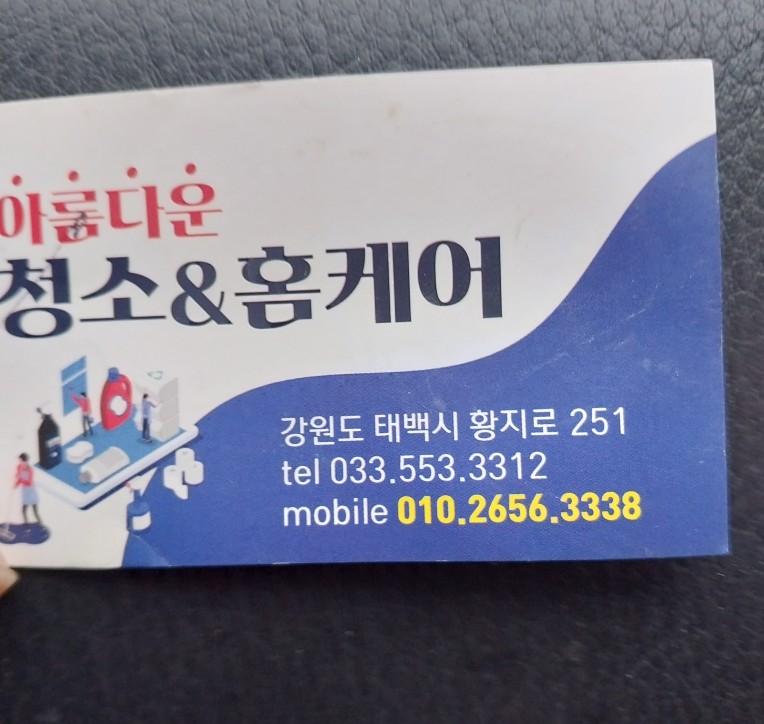 아름다운
청소&홈케어
강원도 태백시 황지로 251
tel 033.553.3312
mobile 010.2656.3338